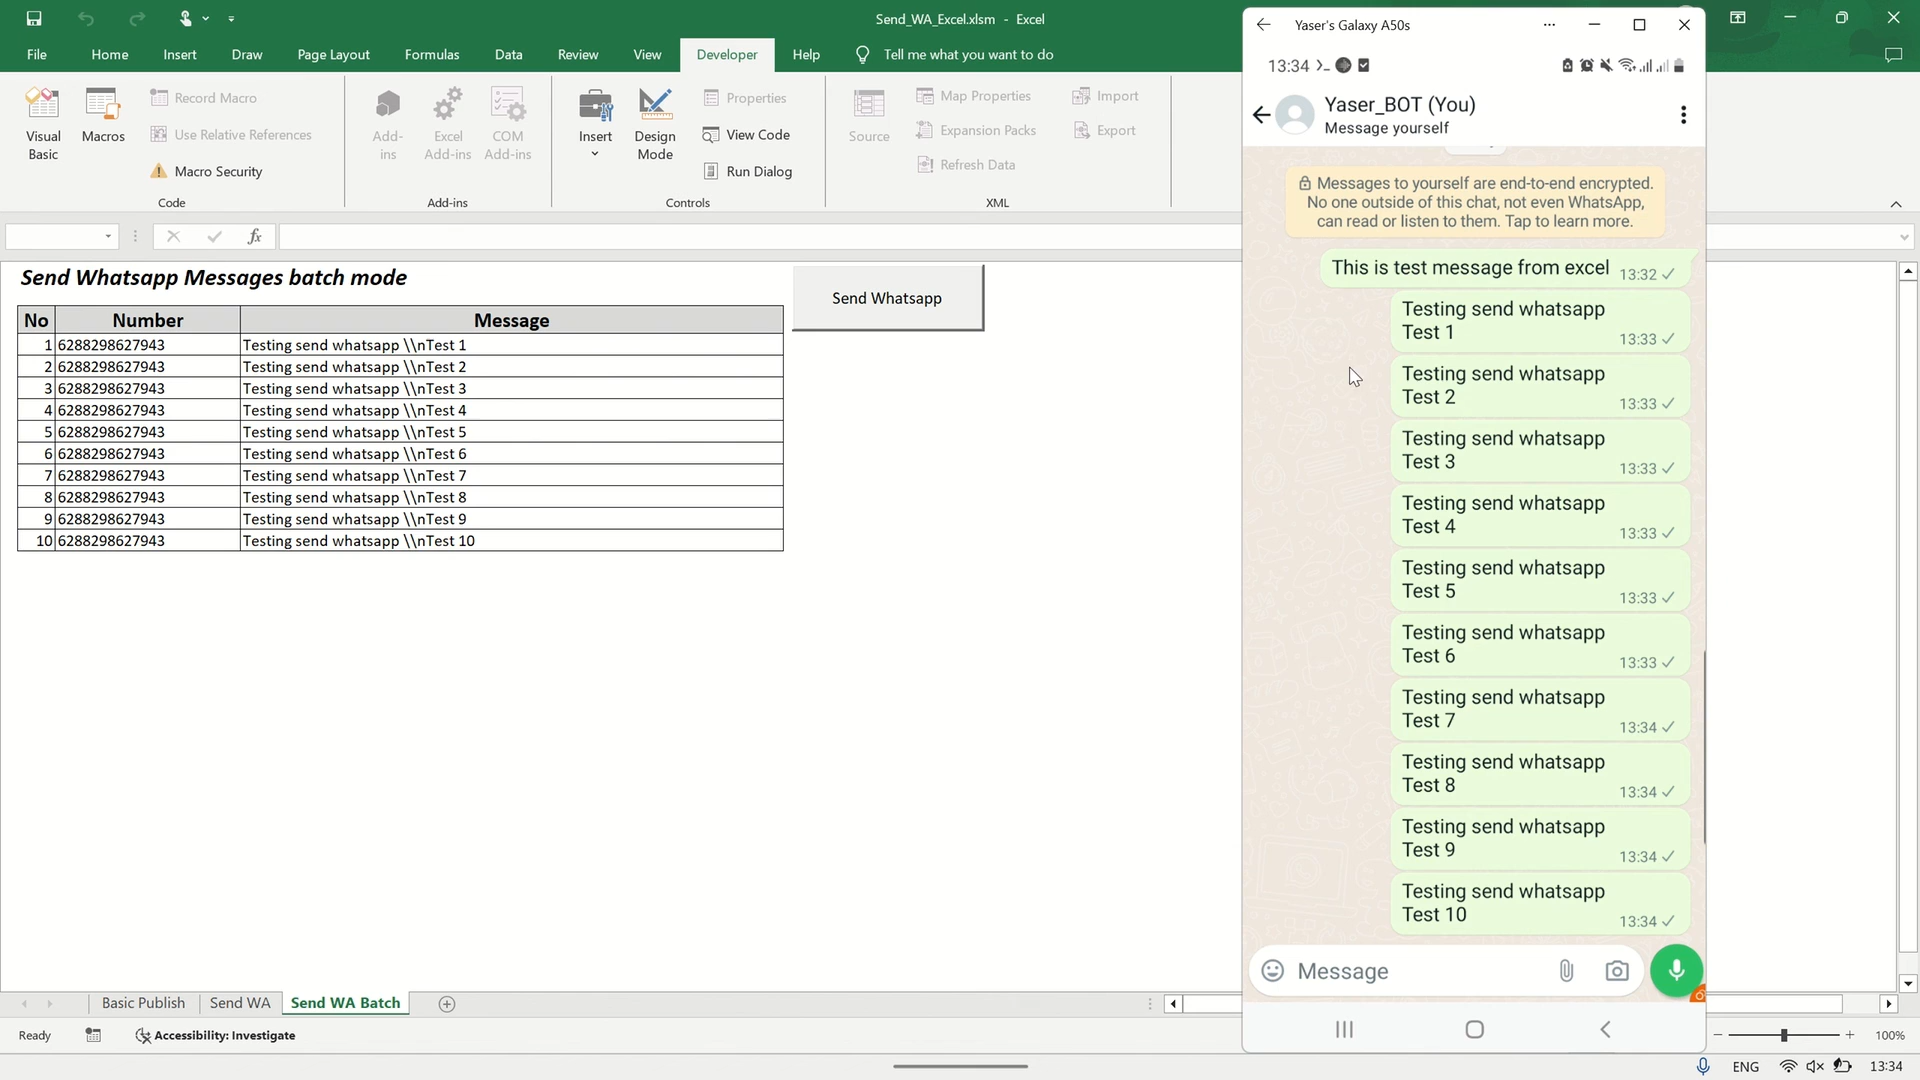 Send_WA_Excel.xlsm - Excel
File Home Insert Draw Page Layout Formulas Data Review View Developer Help Tell me what you want to do
Visual Basic
Macros
Record Macro
Use Relative References
Macro Security
Code
Add-ins
Excel Add-ins
COM Add-ins
Add-ins
Insert
Design Mode
Properties
View Code
Run Dialog
Controls
Source
Map Properties
Expansion Packs
Refresh Data
Import
Export
XML
fx
Send Whatsapp Messages batch mode
Send Whatsapp
No Number Message
1 6288298627943 Testing send whatsapp \\nTest 1
2 6288298627943 Testing send whatsapp \\nTest 2
3 6288298627943 Testing send whatsapp \\nTest 3
4 6288298627943 Testing send whatsapp \\nTest 4
5 6288298627943 Testing send whatsapp \\nTest 5
6 6288298627943 Testing send whatsapp \\nTest 6
7 6288298627943 Testing send whatsapp \\nTest 7
8 6288298627943 Testing send whatsapp \\nTest 8
9 6288298627943 Testing send whatsapp \\nTest 9
10 6288298627943 Testing send whatsapp \\nTest 10
Basic Publish Send WA Send WA Batch
Ready Accessibility: Investigate
100%
ENG 13:34
Yaser's Galaxy A50s
13:34
Yaser_BOT (You)
Message yourself
Messages to yourself are end-to-end encrypted.
No one outside of this chat, not even WhatsApp,
can read or listen to them. Tap to learn more.
This is test message from excel 13:32
Testing send whatsapp
Test 1 13:33
Testing send whatsapp
Test 2 13:33
Testing send whatsapp
Test 3 13:33
Testing send whatsapp
Test 4 13:33
Testing send whatsapp
Test 5 13:33
Testing send whatsapp
Test 6 13:33
Testing send whatsapp
Test 7 13:34
Testing send whatsapp
Test 8 13:34
Testing send whatsapp
Test 9 13:34
Testing send whatsapp
Test 10 13:34
Message